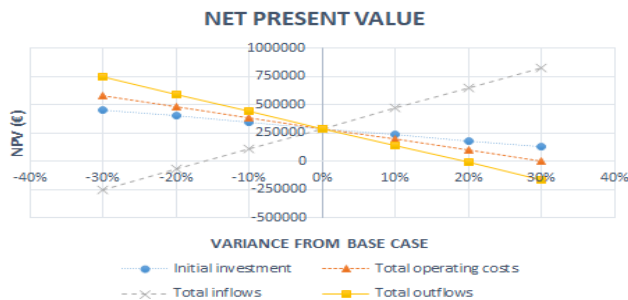 NET PRESENT VALUE
1000000
750000
500000
250000
0
-250000
-500000
NPV (€)
-40% -30% -20% -10% 0% 10% 20% 30% 40%
VARIANCE FROM BASE CASE
Initial investment Total operating costs
Total inflows Total outflows